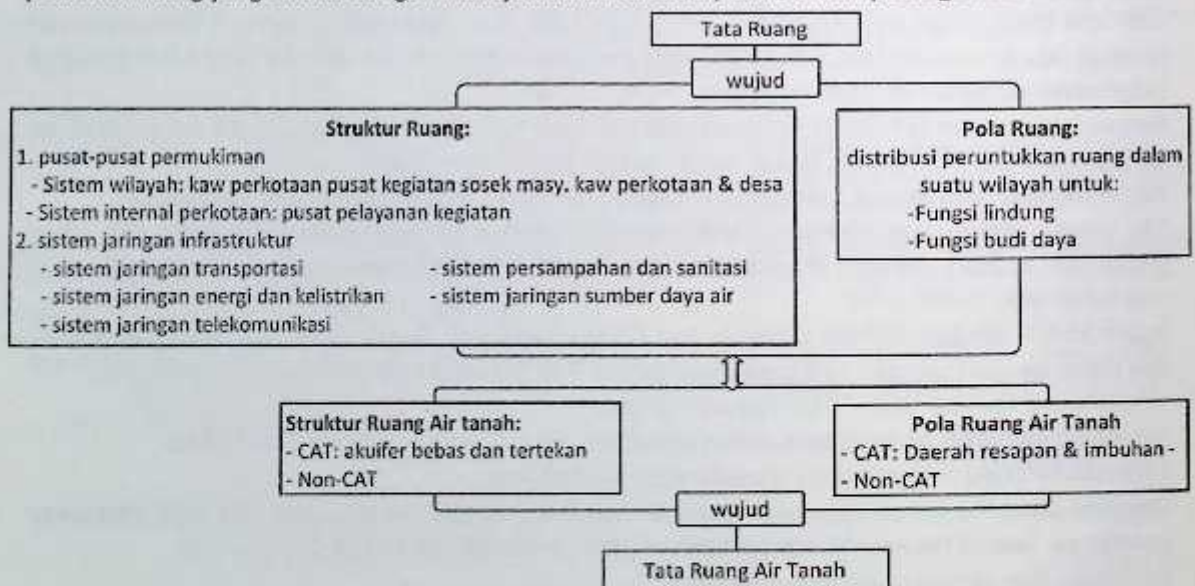 Tata Ruang
wujud
Struktur Ruang:
1. pusat-pusat permukiman
- Sistem wilayah: kaw perkotaan pusat kegiatan sosek masy. kaw perkotaan & desa
- Sistem internal perkotaan: pusat pelayanan kegiatan
2. sistem jaringan infrastruktur
- sistem jaringan transportasi
- sistem jaringan energi dan kelistrikan
- sistem jaringan telekomunikasi
- sistem persampahan dan sanitasi
- sistem jaringan sumber daya air
Pola Ruang:
distribusi peruntukkan ruang dalam
suatu wilayah untuk:
-Fungsi lindung
-Fungsi budi daya
Struktur Ruang Air tanah:
- CAT: akuifer bebas dan tertekan
- Non-CAT
Pola Ruang Air Tanah
- CAT: Daerah resapan & imbuhan -
- Non-CAT
wujud
Tata Ruang Air Tanah